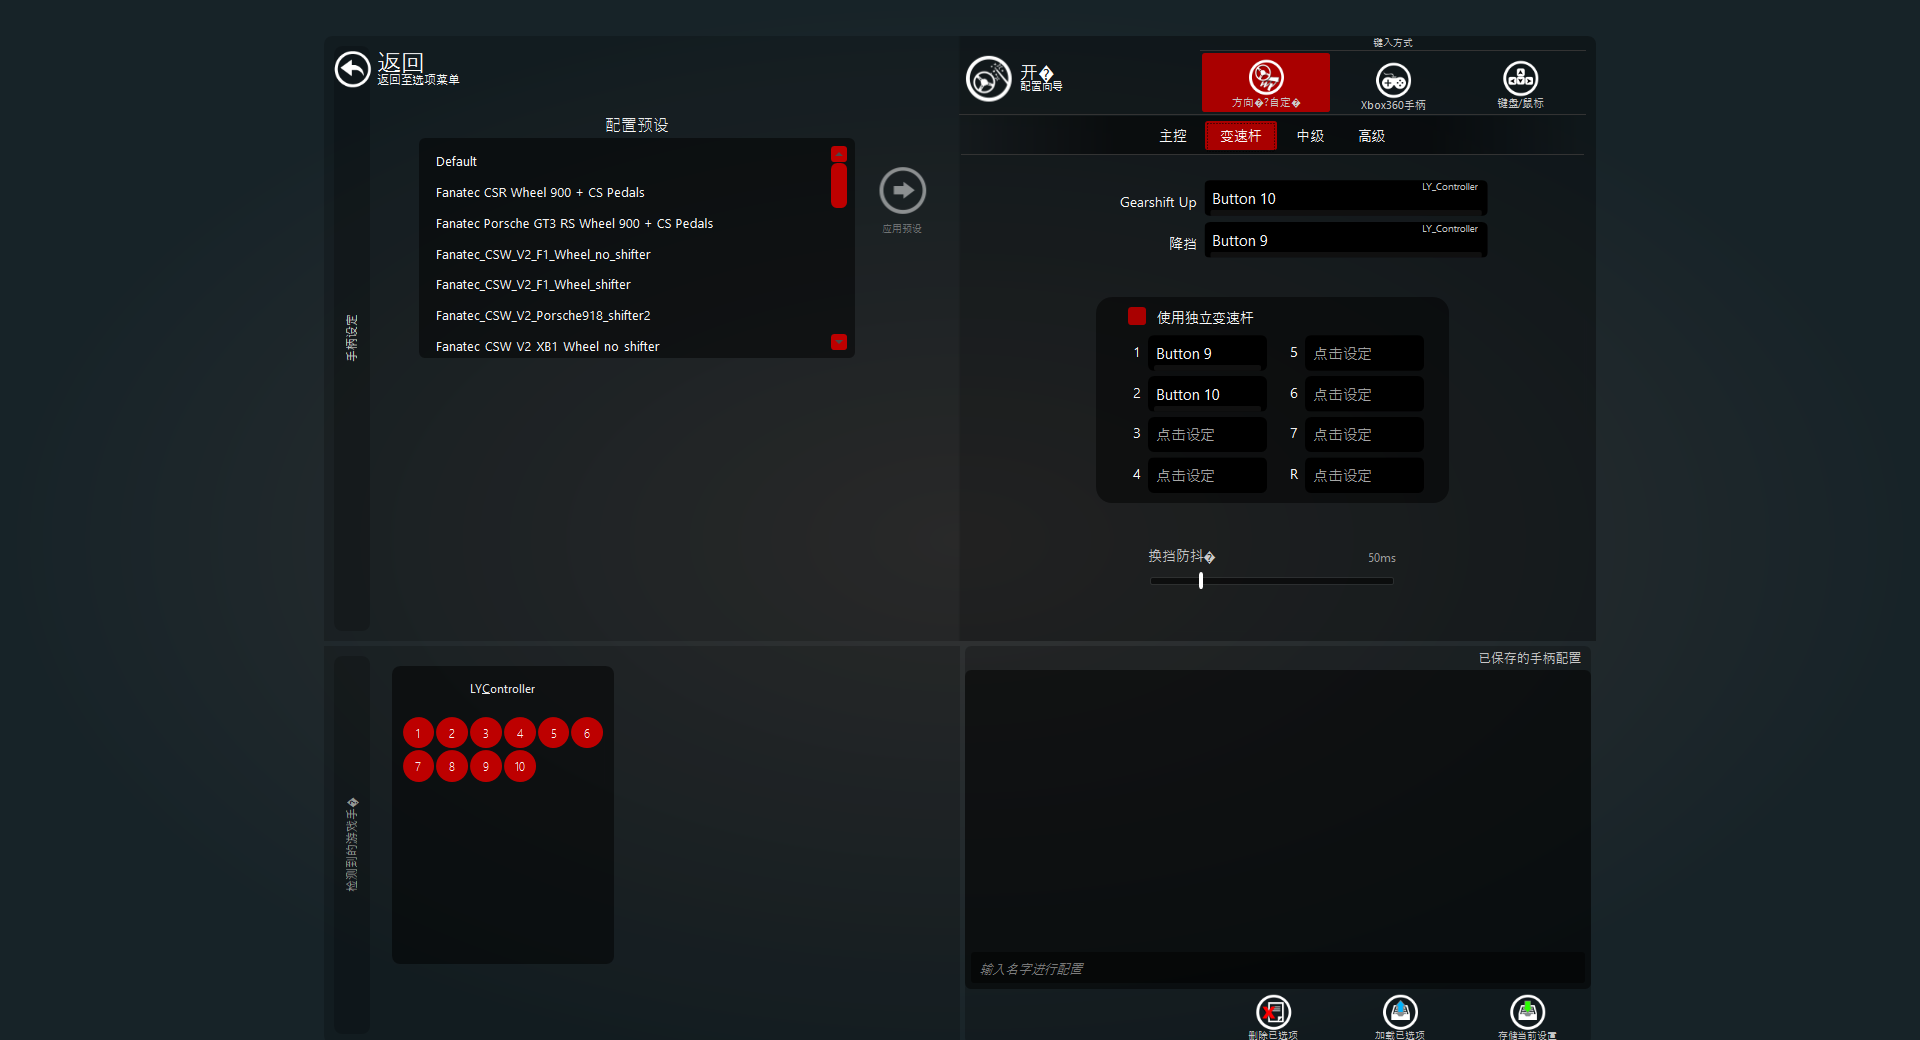 返回
返回至选项菜单
配置预设
Default
Fanatec CSR Wheel 900 + CS Pedals
Fanatec Porsche GT3 RS Wheel 900 + CS Pedals
Fanatec_CSW_V2_F1_Wheel_no_shifter
Fanatec_CSW_V2_F1_Wheel_shifter
Fanatec_CSW_V2_Porsche918_shifter2
Fanatec CSW V2 XB1 Wheel no shifter
应用预设
手柄设定
开�
配置向导
键入方式
方向�?自定�
Xbox360手柄
键盘/鼠标
主控
变速杆
中级
高级
Gearshift Up
Button 10
LY_Controller
降挡
Button 9
LY_Controller
使用独立变速杆
1 Button 9
5 点击设定
2 Button 10
6 点击设定
3 点击设定
7 点击设定
4 点击设定
R 点击设定
换挡防抖�
50ms
检测到的游戏手�
LYController
1 2 3 4 5 6
7 8 9 10
已保存的手柄配置
输入名字进行配置
删除已选项
加载已选项
存储当前设置